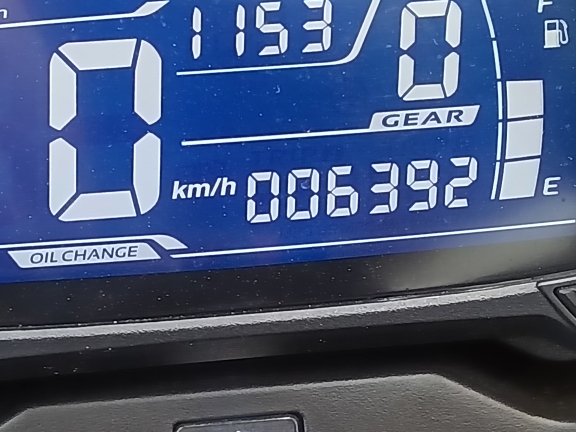 1153
0
F
GEAR
0
km/h 006392
E
OIL CHANGE